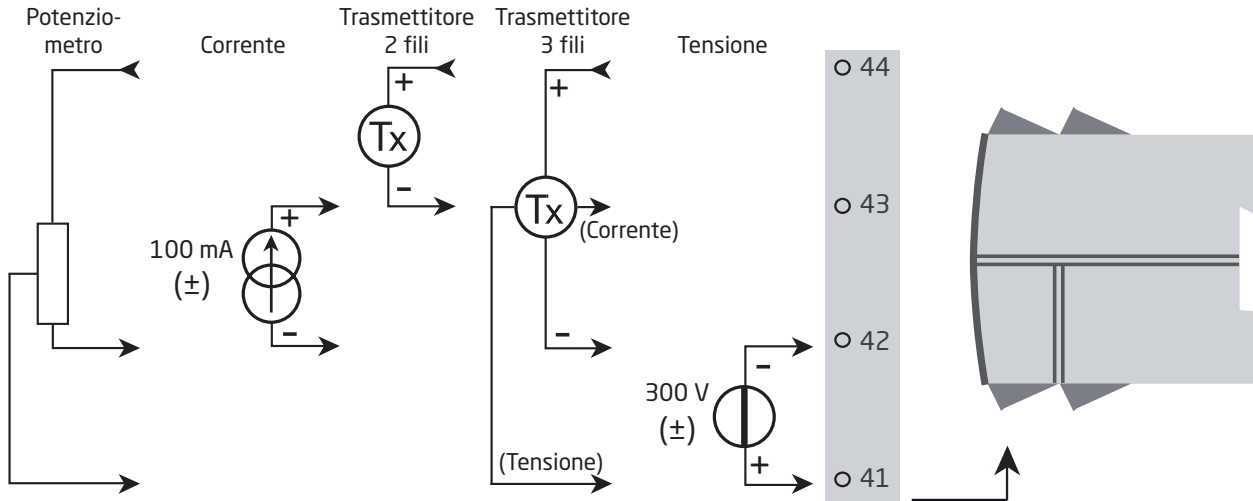 Potenzio-
metro
Corrente
Trasmettitore
2 fili
Trasmettitore
3 fili
Tensione
+
-
Tx
+
-
100 mA
(±)
+
-
Tx
(Corrente)
(Tensione)
300 V
(±)
-
+
44
43
42
41